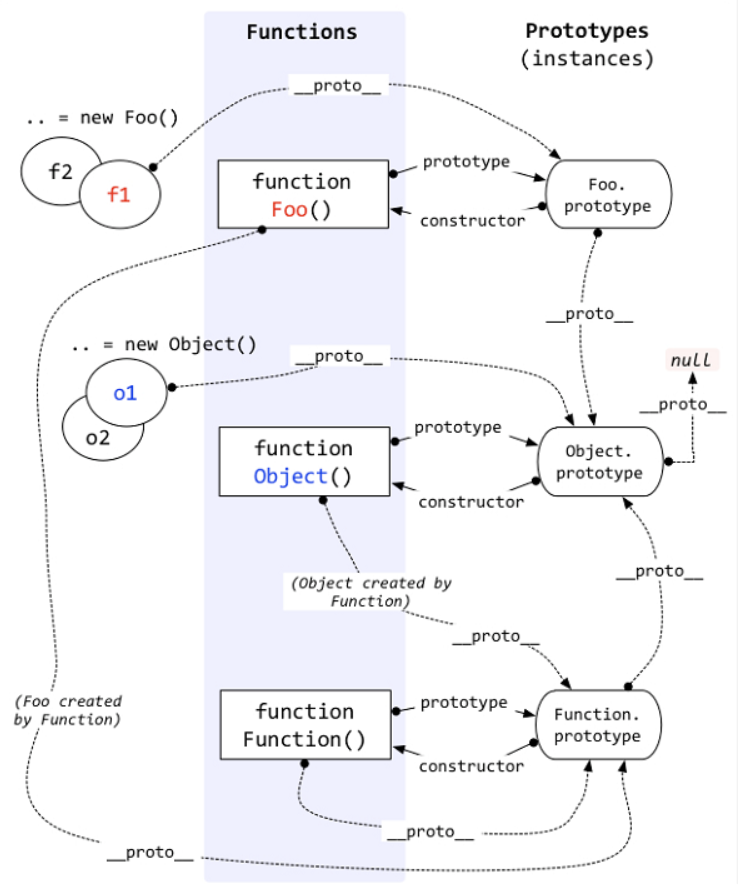 Functions
Prototypes
(instances)
__proto__
.. = new Foo()
f2
f1
function
Foo()
prototype
constructor
Foo.
prototype
__proto__
.. = new Object()
__proto__
null
__proto__
o1
o2
function
Object()
prototype
constructor
Object.
prototype
(Object created by
Function)
__proto__
__proto__
(Foo created
by Function)
function
Function()
prototype
constructor
Function.
prototype
__proto__
__proto__